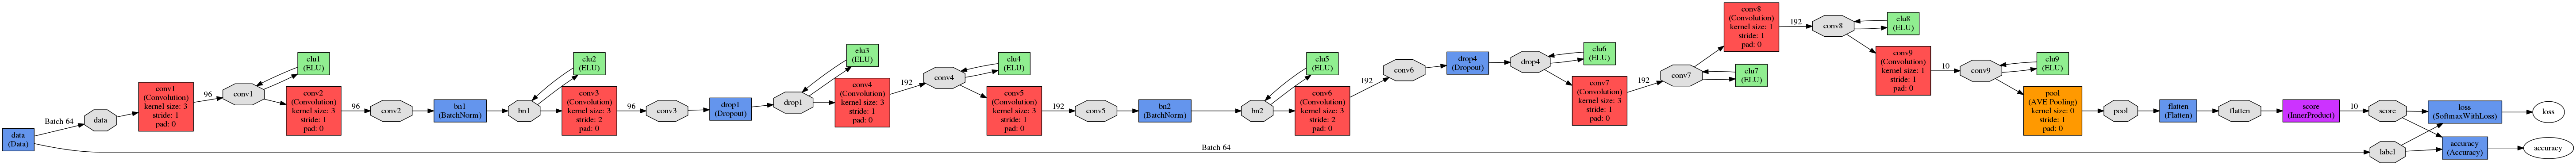 data
(Data)
Batch 64
data
conv1
(Convolution)
kernel size: 3
stride: 1
pad: 0
96
conv1
elu1
(ELU)
conv2
(Convolution)
kernel size: 3
stride: 1
pad: 0
96
conv2
bn1
(BatchNorm)
bn1
elu2
(ELU)
conv3
(Convolution)
kernel size: 3
stride: 2
pad: 0
96
conv3
drop1
(Dropout)
drop1
elu3
(ELU)
conv4
(Convolution)
kernel size: 3
stride: 1
pad: 0
192
conv4
elu4
(ELU)
conv5
(Convolution)
kernel size: 3
stride: 1
pad: 0
192
conv5
bn2
(BatchNorm)
bn2
elu5
(ELU)
conv6
(Convolution)
kernel size: 3
stride: 2
pad: 0
192
conv6
drop4
(Dropout)
drop4
elu6
(ELU)
conv7
(Convolution)
kernel size: 3
stride: 1
pad: 0
192
conv7
elu7
(ELU)
conv8
(Convolution)
kernel size: 1
stride: 1
pad: 0
192
conv8
elu8
(ELU)
conv9
(Convolution)
kernel size: 1
stride: 1
pad: 0
10
conv9
elu9
(ELU)
pool
(AVE Pooling)
kernel size: 0
stride: 1
pad: 0
pool
flatten
(Flatten)
flatten
score
(InnerProduct)
10
score
loss
(SoftmaxWithLoss)
loss
Batch 64
label
accuracy
(Accuracy)
accuracy